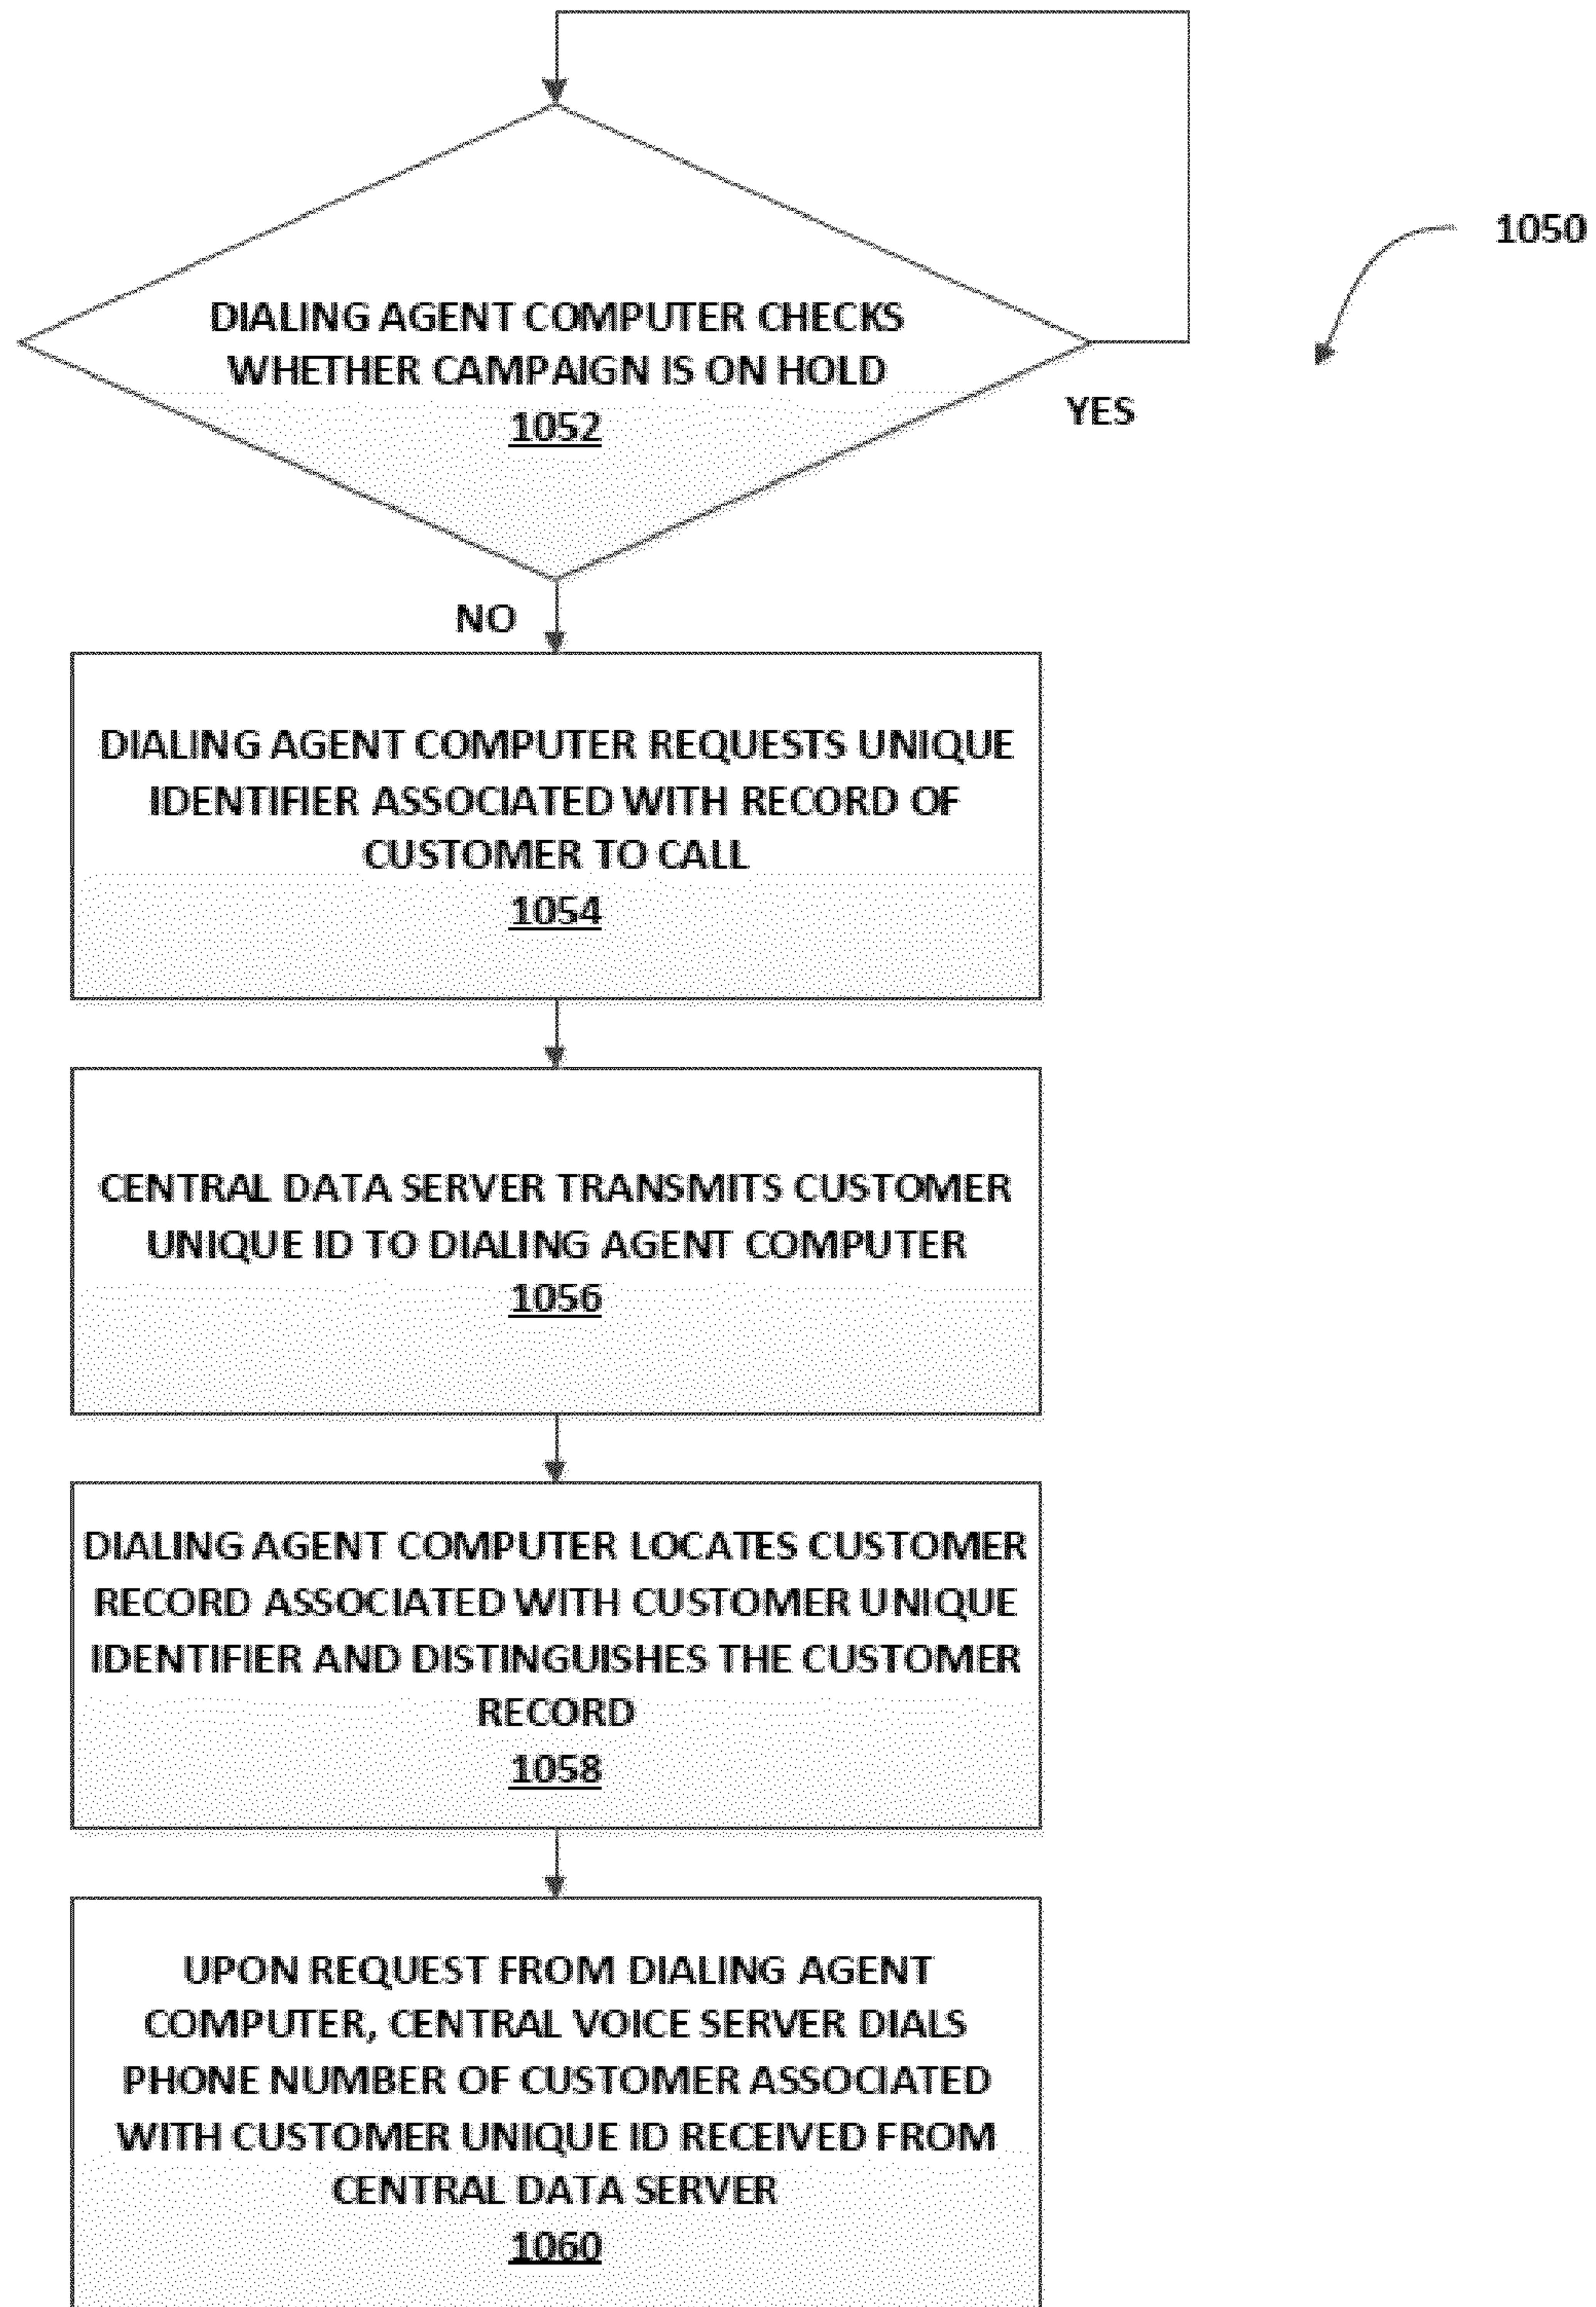 1050
DIALING AGENT COMPUTER CHECKS
WHETHER CAMPAIGN IS ON HOLD
1052
YES
NO
DIALING AGENT COMPUTER REQUESTS UNIQUE
IDENTIFIER ASSOCIATED WITH RECORD OF
CUSTOMER TO CALL
1054
CENTRAL DATA SERVER TRANSMITS CUSTOMER
UNIQUE ID TO DIALING AGENT COMPUTER
1056
DIALING AGENT COMPUTER LOCATES CUSTOMER
RECORD ASSOCIATED WITH CUSTOMER UNIQUE
IDENTIFIER AND DISTINGUISHES THE CUSTOMER
RECORD
1058
UPON REQUEST FROM DIALING AGENT
COMPUTER, CENTRAL VOICE SERVER DIALS
PHONE NUMBER OF CUSTOMER ASSOCIATED
WITH CUSTOMER UNIQUE ID RECEIVED FROM
CENTRAL DATA SERVER
1060